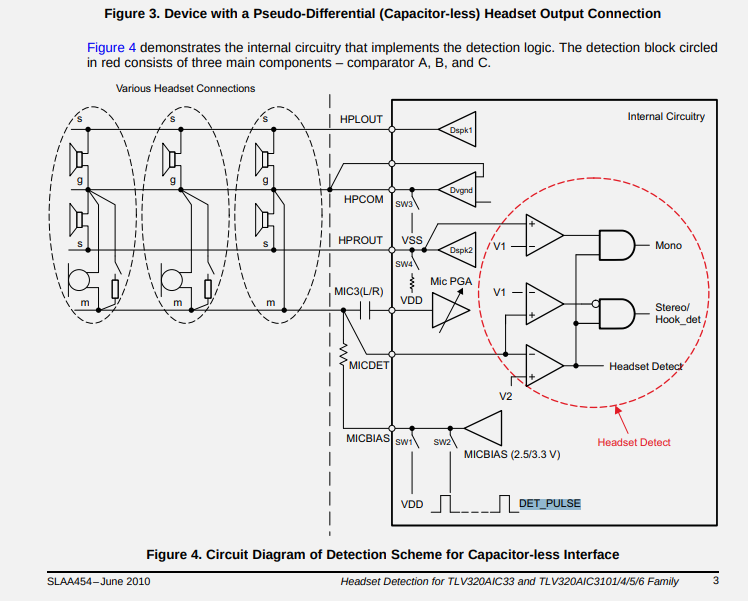 Figure 3. Device with a Pseudo-Differential (Capacitor-less) Headset Output Connection
Figure 4 demonstrates the internal circuitry that implements the detection logic. The detection block circled
in red consists of three main components – comparator A, B, and C.
Various Headset Connections
Internal Circuitry
HPLOUT
Dspk1
s
s
s
g
g
g
HPCOM
SW3
Dvgnd
VSS
HPROUT
Dspk2
SW4
VDD
s
s
m
m
m
MIC3(L/R)
Mic PGA
V1
+
−
Mono
V1
−
+
Stereo/
Hook_det
MICDET
−
+
Headset Detect
V2
MICBIAS
SW1
SW2
MICBIAS (2.5/3.3 V)
Headset Detect
VDD
DET_PULSE
Figure 4. Circuit Diagram of Detection Scheme for Capacitor-less Interface
SLAA454–June 2010
Headset Detection for TLV320AIC33 and TLV320AIC3101/4/5/6 Family
3